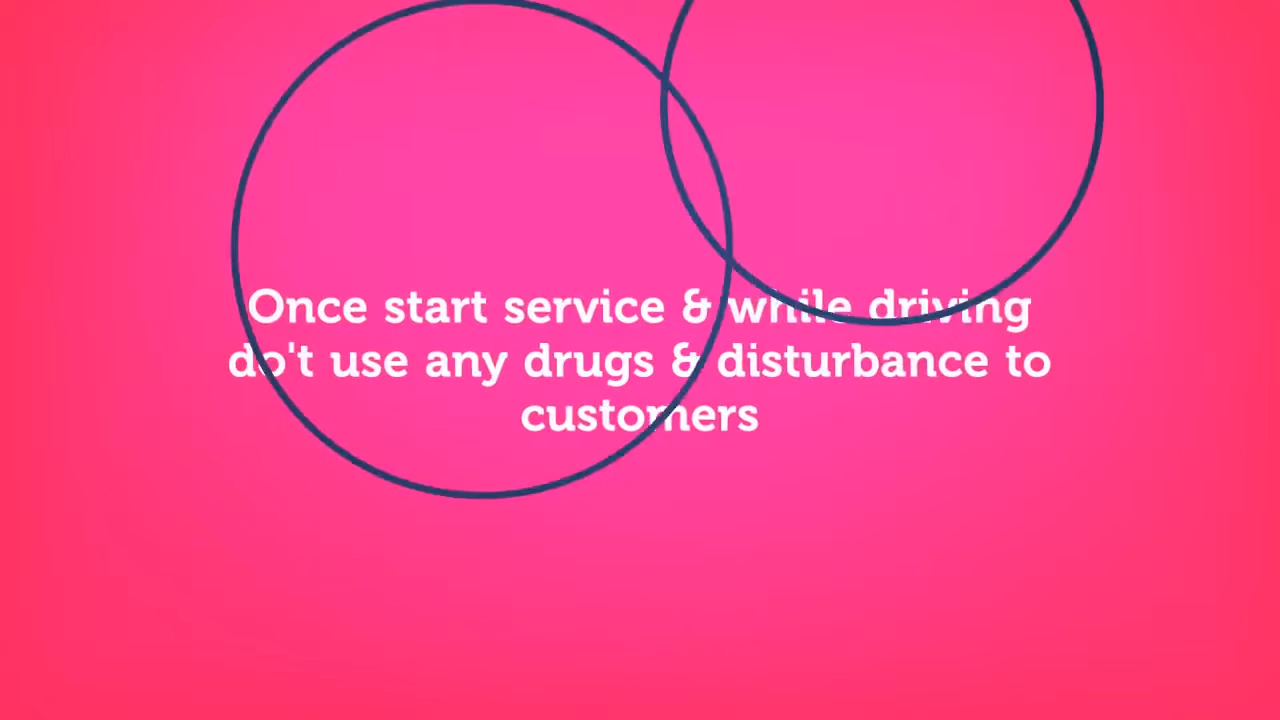 Once start service & while driving
do't use any drugs & disturbance to
customers